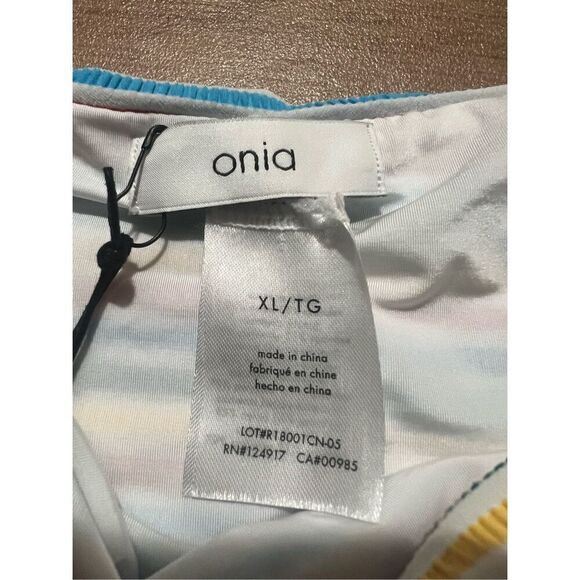 onia
XL/TG
made in china
fabriqué en chine
hecho en china
LOT#R18001CN-05
RN#124917 CA#00985